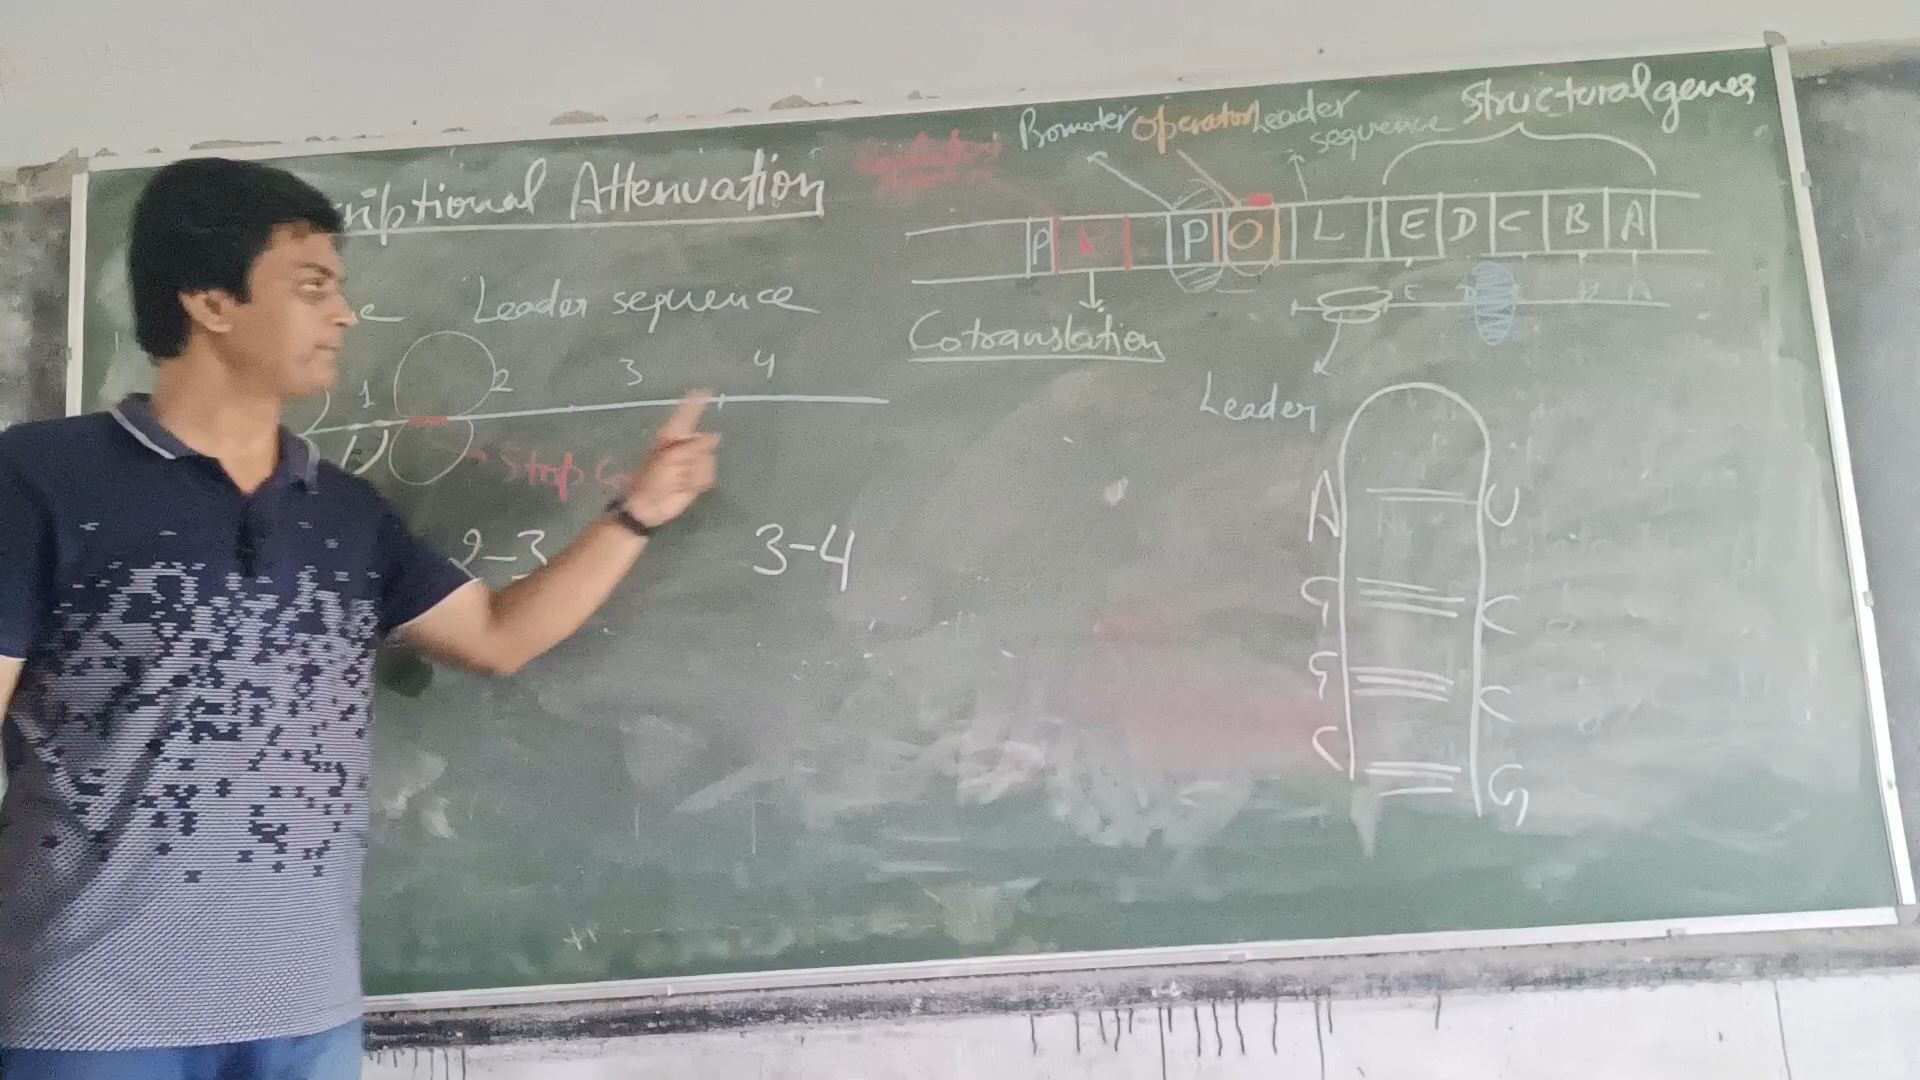 riptional Attenuation
Leader sequence
1 2 3 4
Stop
2-3 3-4
Promoter Operator Leader sequence Structural genes
P R P O L E D C B A
Cotranslation
E D B A
Leader
A U
G C
G C
C G